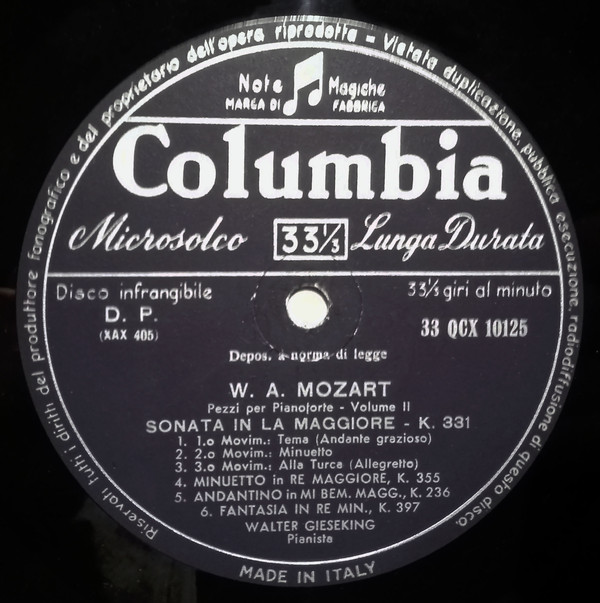 Riservati tutti i diritti del produttore fonografico e del proprietario dell'opera riprodotta = Vietata duplicazione, pubblica esecuzione, radiodiffusione di questo disco.
Note Magiche
MARCA DI FABBRICA
Columbia
Microsolco 33⅓ Lunga Durata
Disco infrangibile 33⅓ giri al minuto
D. P. 33 QCX 10125
(XAX 405)
Depos. a norma di legge
W. A. MOZART
Pezzi per Pianoforte - Volume II
SONATA IN LA MAGGIORE - K. 331
1. 1.o Movim.: Tema (Andante grazioso)
2. 2.o Movim.: Minuetto
3. 3.o Movim.: Alla Turca (Allegretto)
4. MINUETTO in RE MAGGIORE, K. 355
5. ANDANTINO in MI BEM. MAGG., K. 236
6. FANTASIA IN RE MIN., K. 397
WALTER GIESEKING
Pianista
MADE IN ITALY